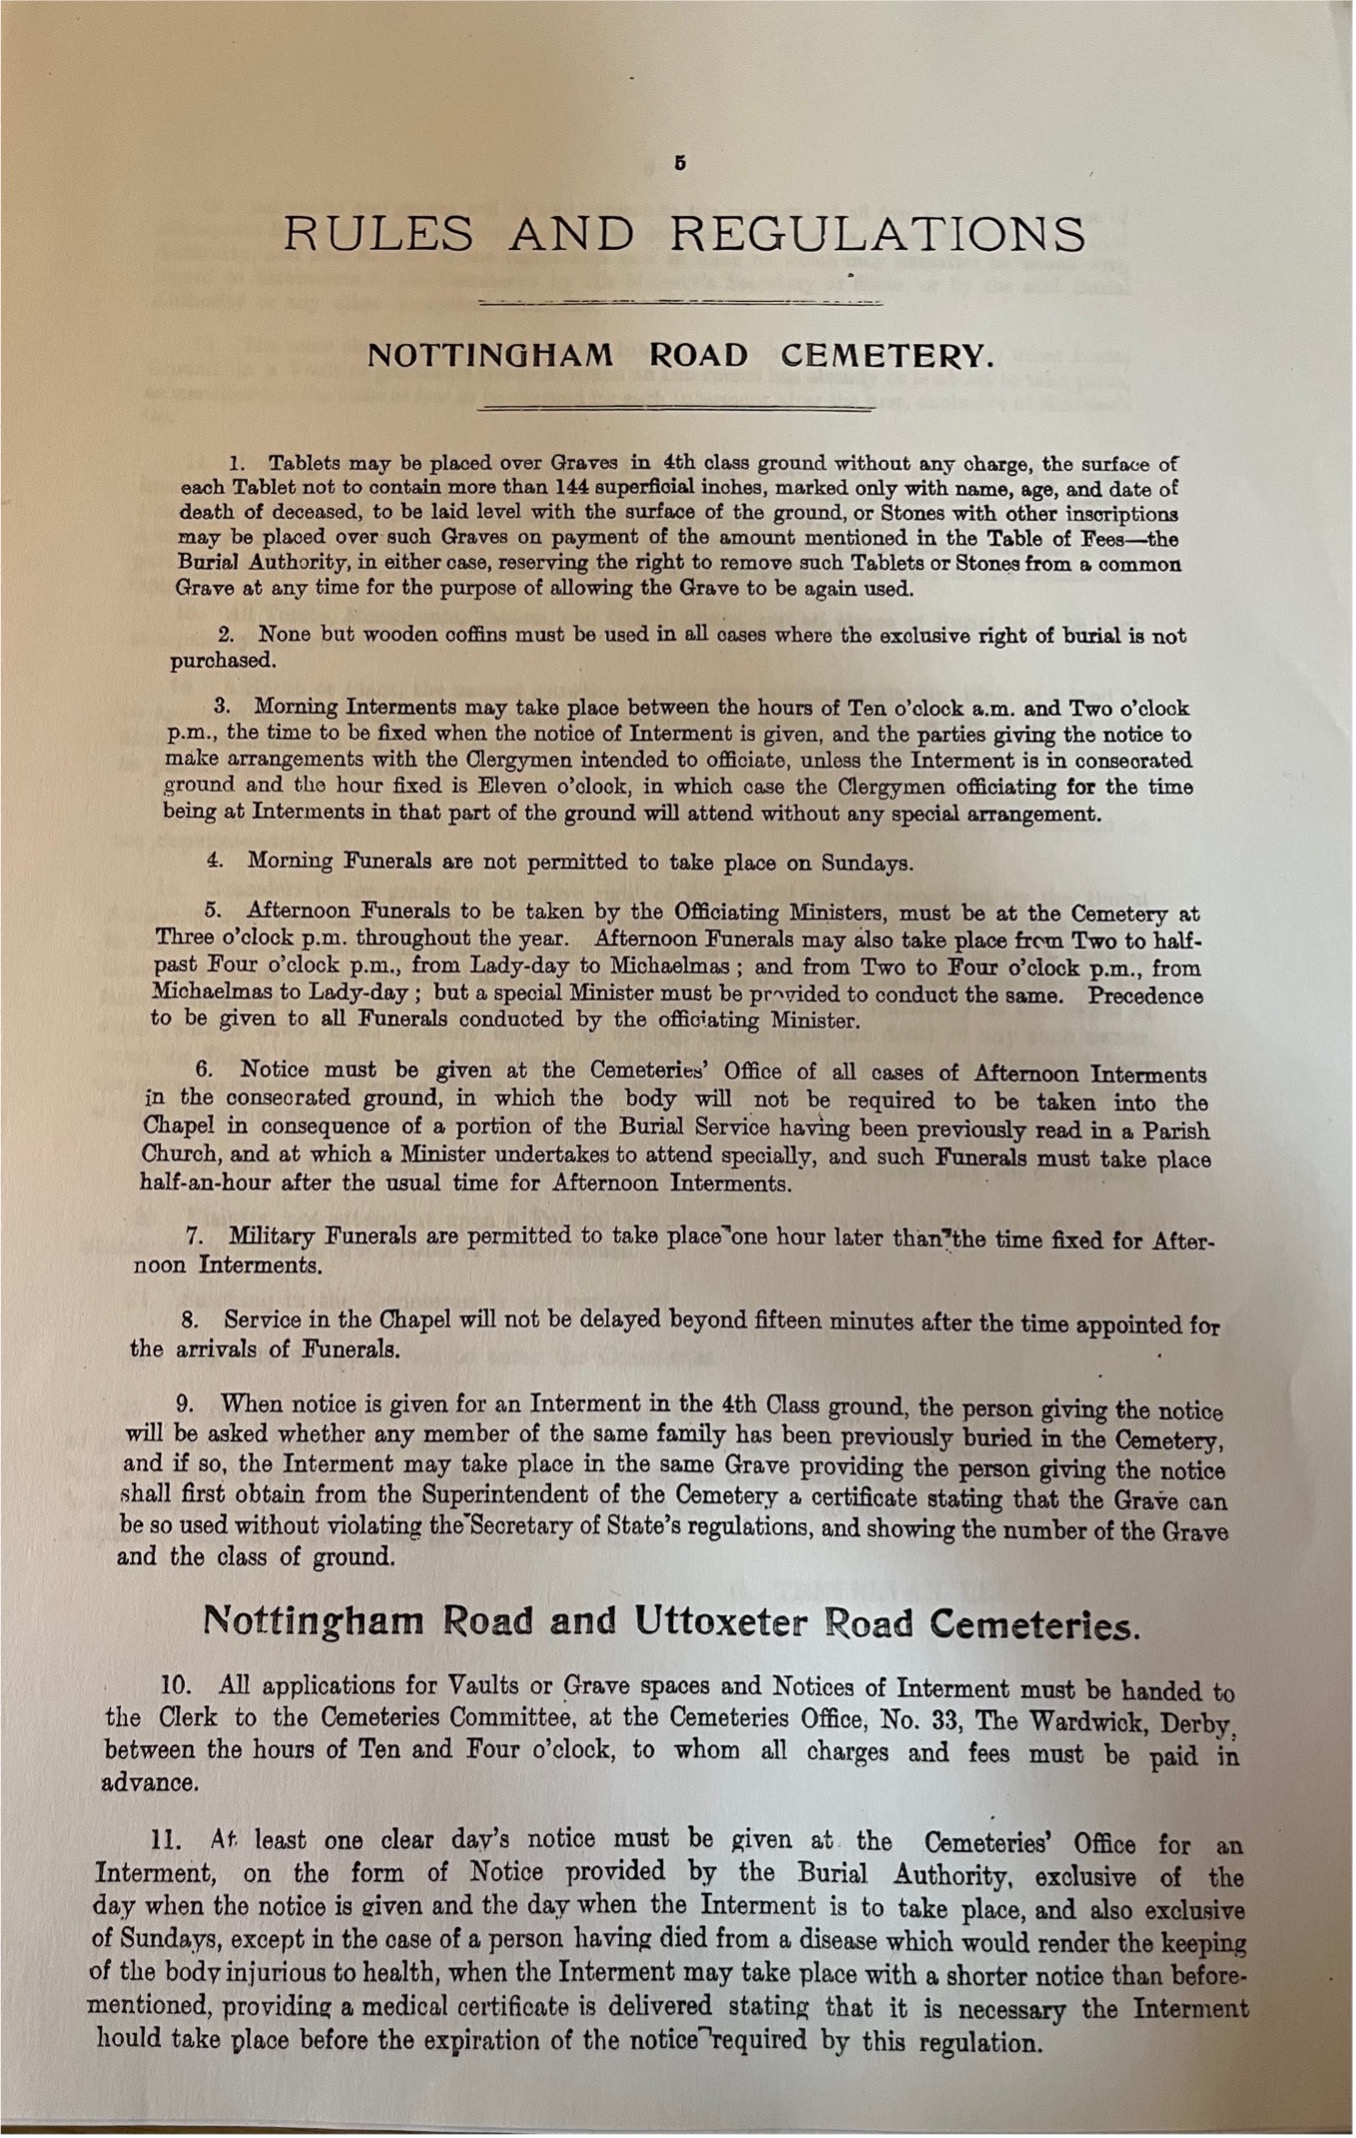 5
RULES AND REGULATIONS
NOTTINGHAM ROAD CEMETERY.
1. Tablets may be placed over Graves in 4th class ground without any charge, the surface of
each Tablet not to contain more than 144 superficial inches, marked only with name, age, and date of
death of deceased, to be laid level with the surface of the ground, or Stones with other inscriptions
may be placed over such Graves on payment of the amount mentioned in the Table of Fees—the
Burial Authority, in either case, reserving the right to remove such Tablets or Stones from a common
Grave at any time for the purpose of allowing the Grave to be again used.
2. None but wooden coffins must be used in all cases where the exclusive right of burial is not
purchased.
3. Morning Interments may take place between the hours of Ten o'clock a.m. and Two o'clock
p.m., the time to be fixed when the notice of Interment is given, and the parties giving the notice to
make arrangements with the Clergymen intended to officiate, unless the Interment is in consecrated
ground and the hour fixed is Eleven o'clock, in which case the Clergymen officiating for the time
being at Interments in that part of the ground will attend without any special arrangement.
4. Morning Funerals are not permitted to take place on Sundays.
5. Afternoon Funerals to be taken by the Officiating Ministers, must be at the Cemetery at
Three o'clock p.m. throughout the year. Afternoon Funerals may also take place from Two to half-
past Four o'clock p.m., from Lady-day to Michaelmas; and from Two to Four o'clock p.m., from
Michaelmas to Lady-day; but a special Minister must be provided to conduct the same. Precedence
to be given to all Funerals conducted by the officiating Minister.
6. Notice must be given at the Cemeteries' Office of all cases of Afternoon Interments
in the consecrated ground, in which the body will not be required to be taken into the
Chapel in consequence of a portion of the Burial Service having been previously read in a Parish
Church, and at which a Minister undertakes to attend specially, and such Funerals must take place
half-an-hour after the usual time for Afternoon Interments.
7. Military Funerals are permitted to take place one hour later than the time fixed for After-
noon Interments.
8. Service in the Chapel will not be delayed beyond fifteen minutes after the time appointed for
the arrivals of Funerals.
9. When notice is given for an Interment in the 4th Class ground, the person giving the notice
will be asked whether any member of the same family has been previously buried in the Cemetery,
and if so, the Interment may take place in the same Grave providing the person giving the notice
shall first obtain from the Superintendent of the Cemetery a certificate stating that the Grave can
be so used without violating the Secretary of State's regulations, and showing the number of the Grave
and the class of ground.
Nottingham Road and Uttoxeter Road Cemeteries.
10. All applications for Vaults or Grave spaces and Notices of Interment must be handed to
the Clerk to the Cemeteries Committee, at the Cemeteries Office, No. 33, The Wardwick, Derby,
between the hours of Ten and Four o'clock, to whom all charges and fees must be paid in
advance.
11. At least one clear day's notice must be given at the Cemeteries' Office for an
Interment, on the form of Notice provided by the Burial Authority, exclusive of the
day when the notice is given and the day when the Interment is to take place, and also exclusive
of Sundays, except in the case of a person having died from a disease which would render the keeping
of the body injurious to health, when the Interment may take place with a shorter notice than before-
mentioned, providing a medical certificate is delivered stating that it is necessary the Interment
hould take place before the expiration of the notice required by this regulation.